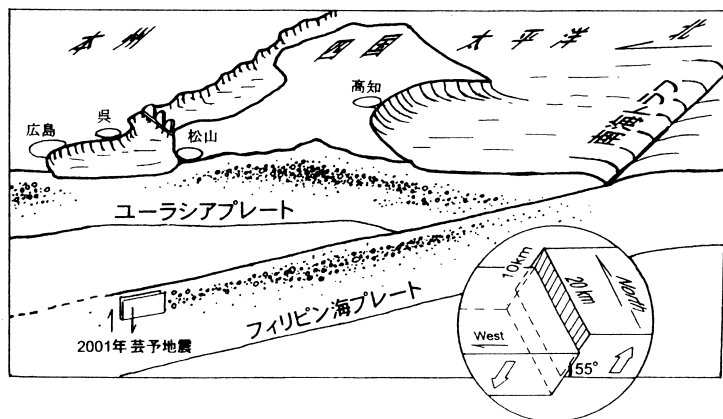 本州
四国
太平洋
北
広島
呉
松山
高知
南海トラフ
ユーラシアプレート
フィリピン海プレート
2001年 芸予地震
10km
20km
North
West
55°